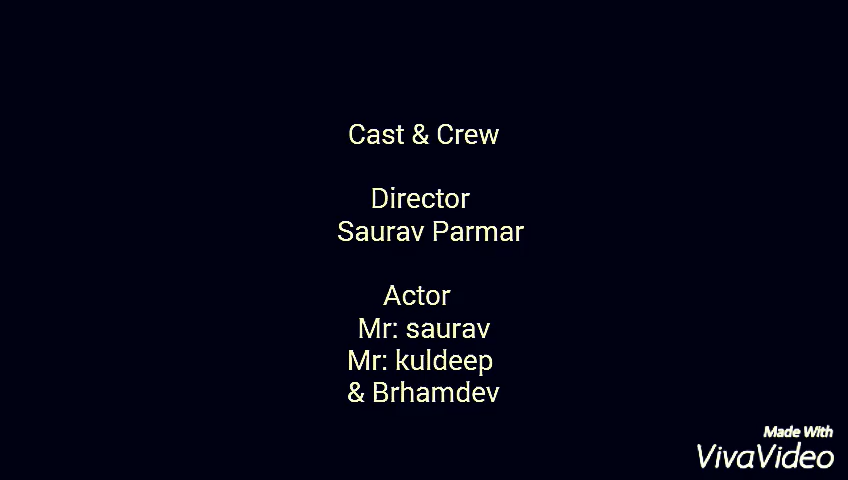 Cast & Crew
Director
Saurav Parmar
Actor
Mr: saurav
Mr: kuldeep
& Brhamdev
Made With
VivaVideo